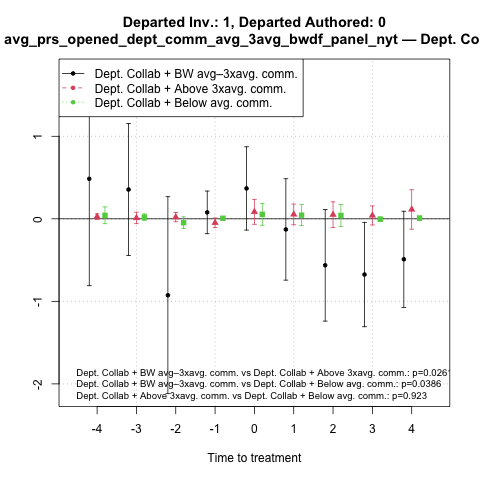 Departed Inv.: 1, Departed Authored: 0
avg_prs_opened_dept_comm_avg_3avg_bwdf_panel_nyt — Dept. Co
Dept. Collab + BW avg–3xavg. comm.
Dept. Collab + Above 3xavg. comm.
Dept. Collab + Below avg. comm.
1
0
-1
-2
Dept. Collab + BW avg–3xavg. comm. vs Dept. Collab + Above 3xavg. comm.: p=0.026
Dept. Collab + BW avg–3xavg. comm. vs Dept. Collab + Below avg. comm.: p=0.0386
Dept. Collab + Above 3xavg. comm. vs Dept. Collab + Below avg. comm.: p=0.923
-4 -3 -2 -1 0 1 2 3 4
Time to treatment